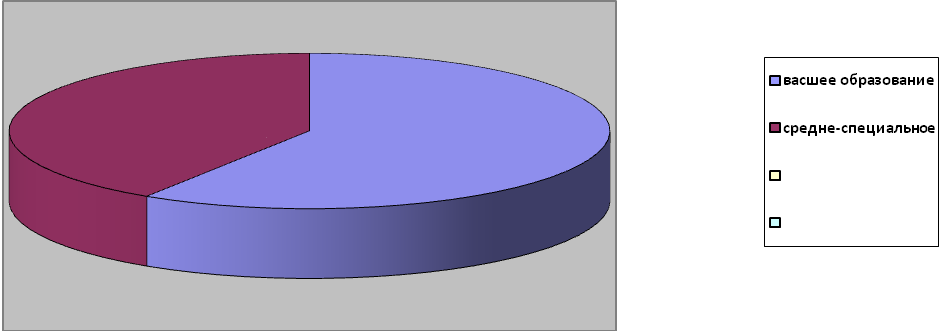 васшее образование
средне-специальное